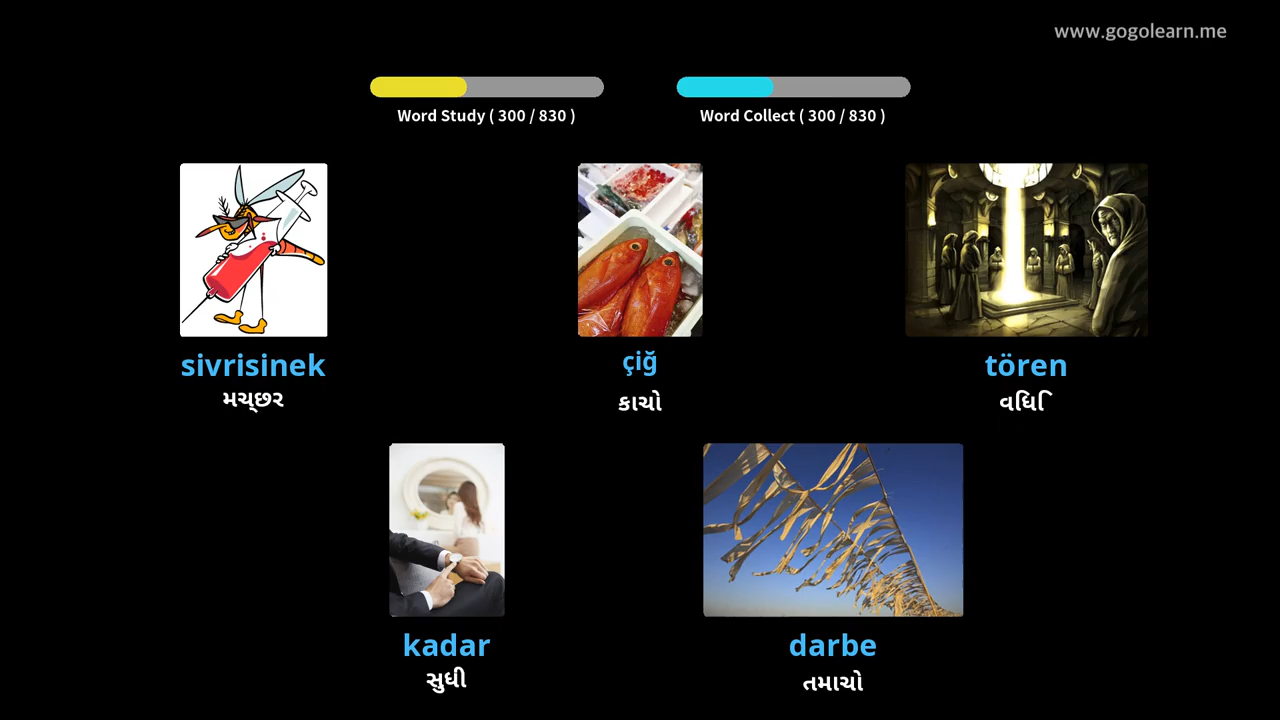 www.gogolearn.me
Word Study ( 300 / 830 )
Word Collect ( 300 / 830 )
sivrisinek
મચ્છર
çiğ
કાચો
tören
વિધિ
kadar
સુધી
darbe
તમાચો